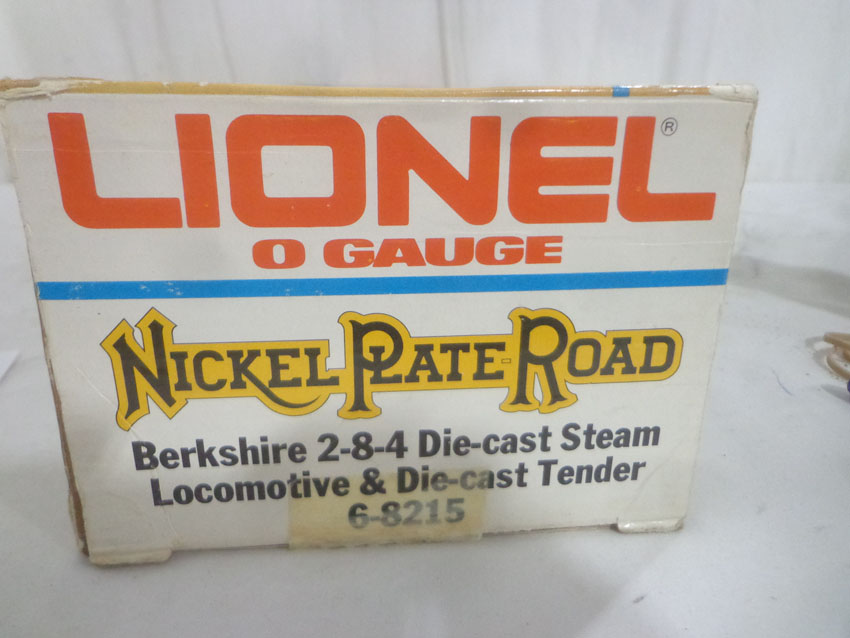 LIONEL®
O GAUGE
NICKEL PLATE ROAD
Berkshire 2-8-4 Die-cast Steam
Locomotive & Die-cast Tender
6-8215